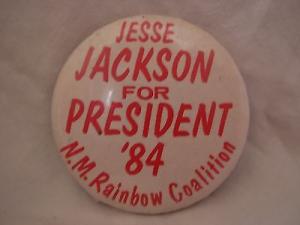 JESSE
JACKSON
FOR
PRESIDENT
'84
N.M. Rainbow Coalition